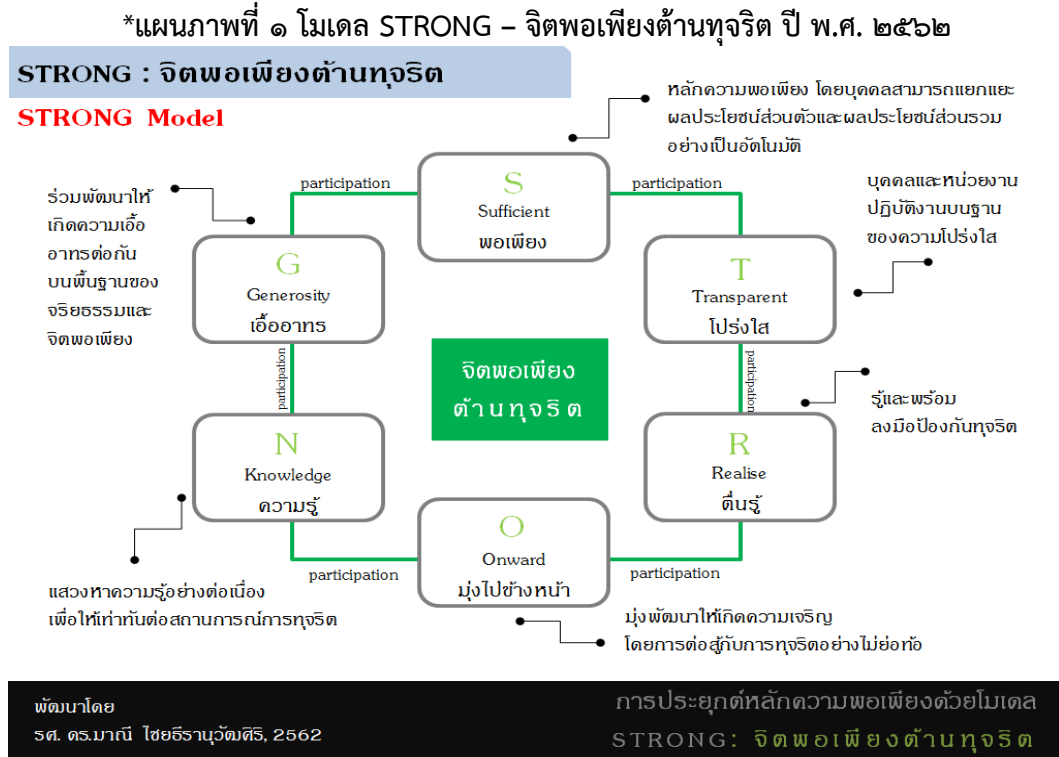 *แผนภาพที่ ๑ โมเดล STRONG – จิตพอเพียงต้านทุจริต ปี พ.ศ. ๒๕๖๒
STRONG : จิตพอเพียงต้านทุจริต
STRONG Model
หลักความพอเพียง โดยบุคคลสามารถแยกแยะ
ผลประโยชน์ส่วนตัวและผลประโยชน์ส่วนรวม
อย่างเป็นอัตโนมัติ
participation
S
Sufficient
พอเพียง
participation
บุคคลและหน่วยงาน
ปฏิบัติงานบนฐาน
ของความโปร่งใส
ร่วมพัฒนาให้
เกิดความเอื้อ
อาทรต่อกัน
บนพื้นฐานของ
จริยธรรมและ
จิตพอเพียง
G
Generosity
เอื้ออาทร
T
Transparent
โปร่งใส
participation
จิตพอเพียง
ต้านทุจริต
participation
รู้และพร้อม
ลงมือป้องกันทุจริต
N
Knowledge
ความรู้
R
Realise
ตื่นรู้
participation
O
Onward
มุ่งไปข้างหน้า
participation
แสวงหาความรู้อย่างต่อเนื่อง
เพื่อให้เท่าทันต่อสถานการณ์การทุจริต
มุ่งพัฒนาให้เกิดความเจริญ
โดยการต่อสู้กับการทุจริตอย่างไม่ย่อท้อ
พัฒนาโดย
รศ. ดร.มาณี ไชยธีรานุวัฒศิริ, 2562
การประยุกต์หลักความพอเพียงด้วยโมเดล
STRONG: จิตพอเพียงต้านทุจริต